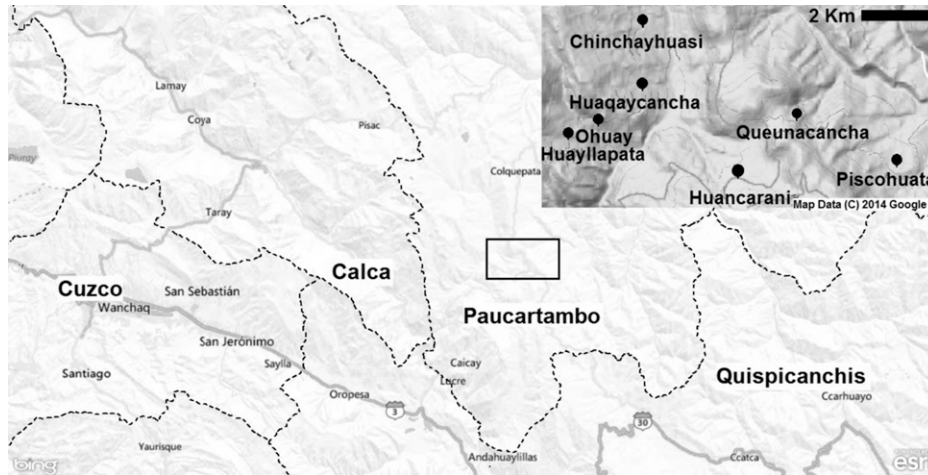 2 Km
Chinchayhuasi
Huaqaycancha
Ohuay
Queunacancha
Huayllapata
Piscohuata
Huancarani
Map Data (C) 2014 Google
Lamay
Coya
Pisac
Piuray
Colquepata
Taray
Calca
Cuzco
San Sebastián
Wanchaq
Paucartambo
San Jerónimo
Saylla
Caicay
Santiago
Lucre
Quispicanchis
Oropesa
Ccarhuayo
3
30
Yaurisque
Andahuaylillas
Ccatca
bing
esri